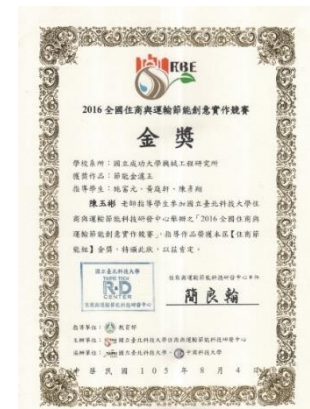 RBE
2016 全國住商與運輸節能創意實作競賽
金獎
學校系所：國立成功大學機械工程研究所
獲獎作品：節能金濾王
指導學生：施富元、黃庭軒、陳彥翔
陳玉彬 老師指導學生參加國立臺北科技大學住
商與運輸節能科技研發中心舉辦之「2016 全國住商與
運輸節能創意實作競賽」，指導作品榮獲本屆【住商節
能組】金獎，特頒此狀，以茲肯定。
國立臺北科技大學
TAIPEI TECH
R&D
CENTER
住商與運輸節能科技研發中心
住商與運輸節能科技研發中心主任
簡良翰
指導單位：教育部
主辦單位：國立臺北科技大學住商與運輸節能科技研發中心
協辦單位：國立臺北科技大學、中國科技大學
中華民國 105 年 8 月 4 日